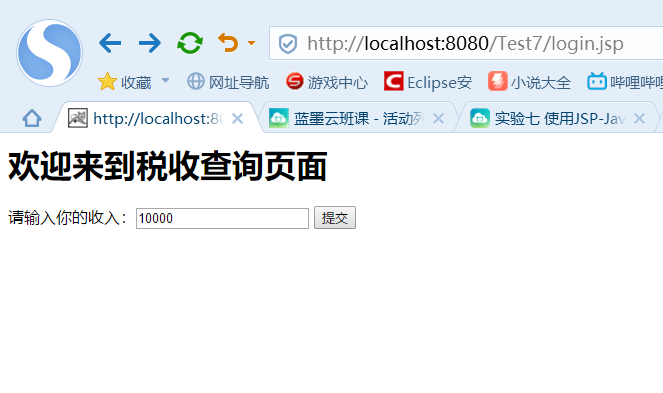 http://localhost:8080/Test7/login.jsp
收藏 网址导航 游戏中心 Eclipse安 小说大全 哔哩哔哩
http://localhost:80 蓝墨云班课 - 活动列 实验七 使用JSP-Jav
欢迎来到税收查询页面
请输入你的收入： 10000 提交